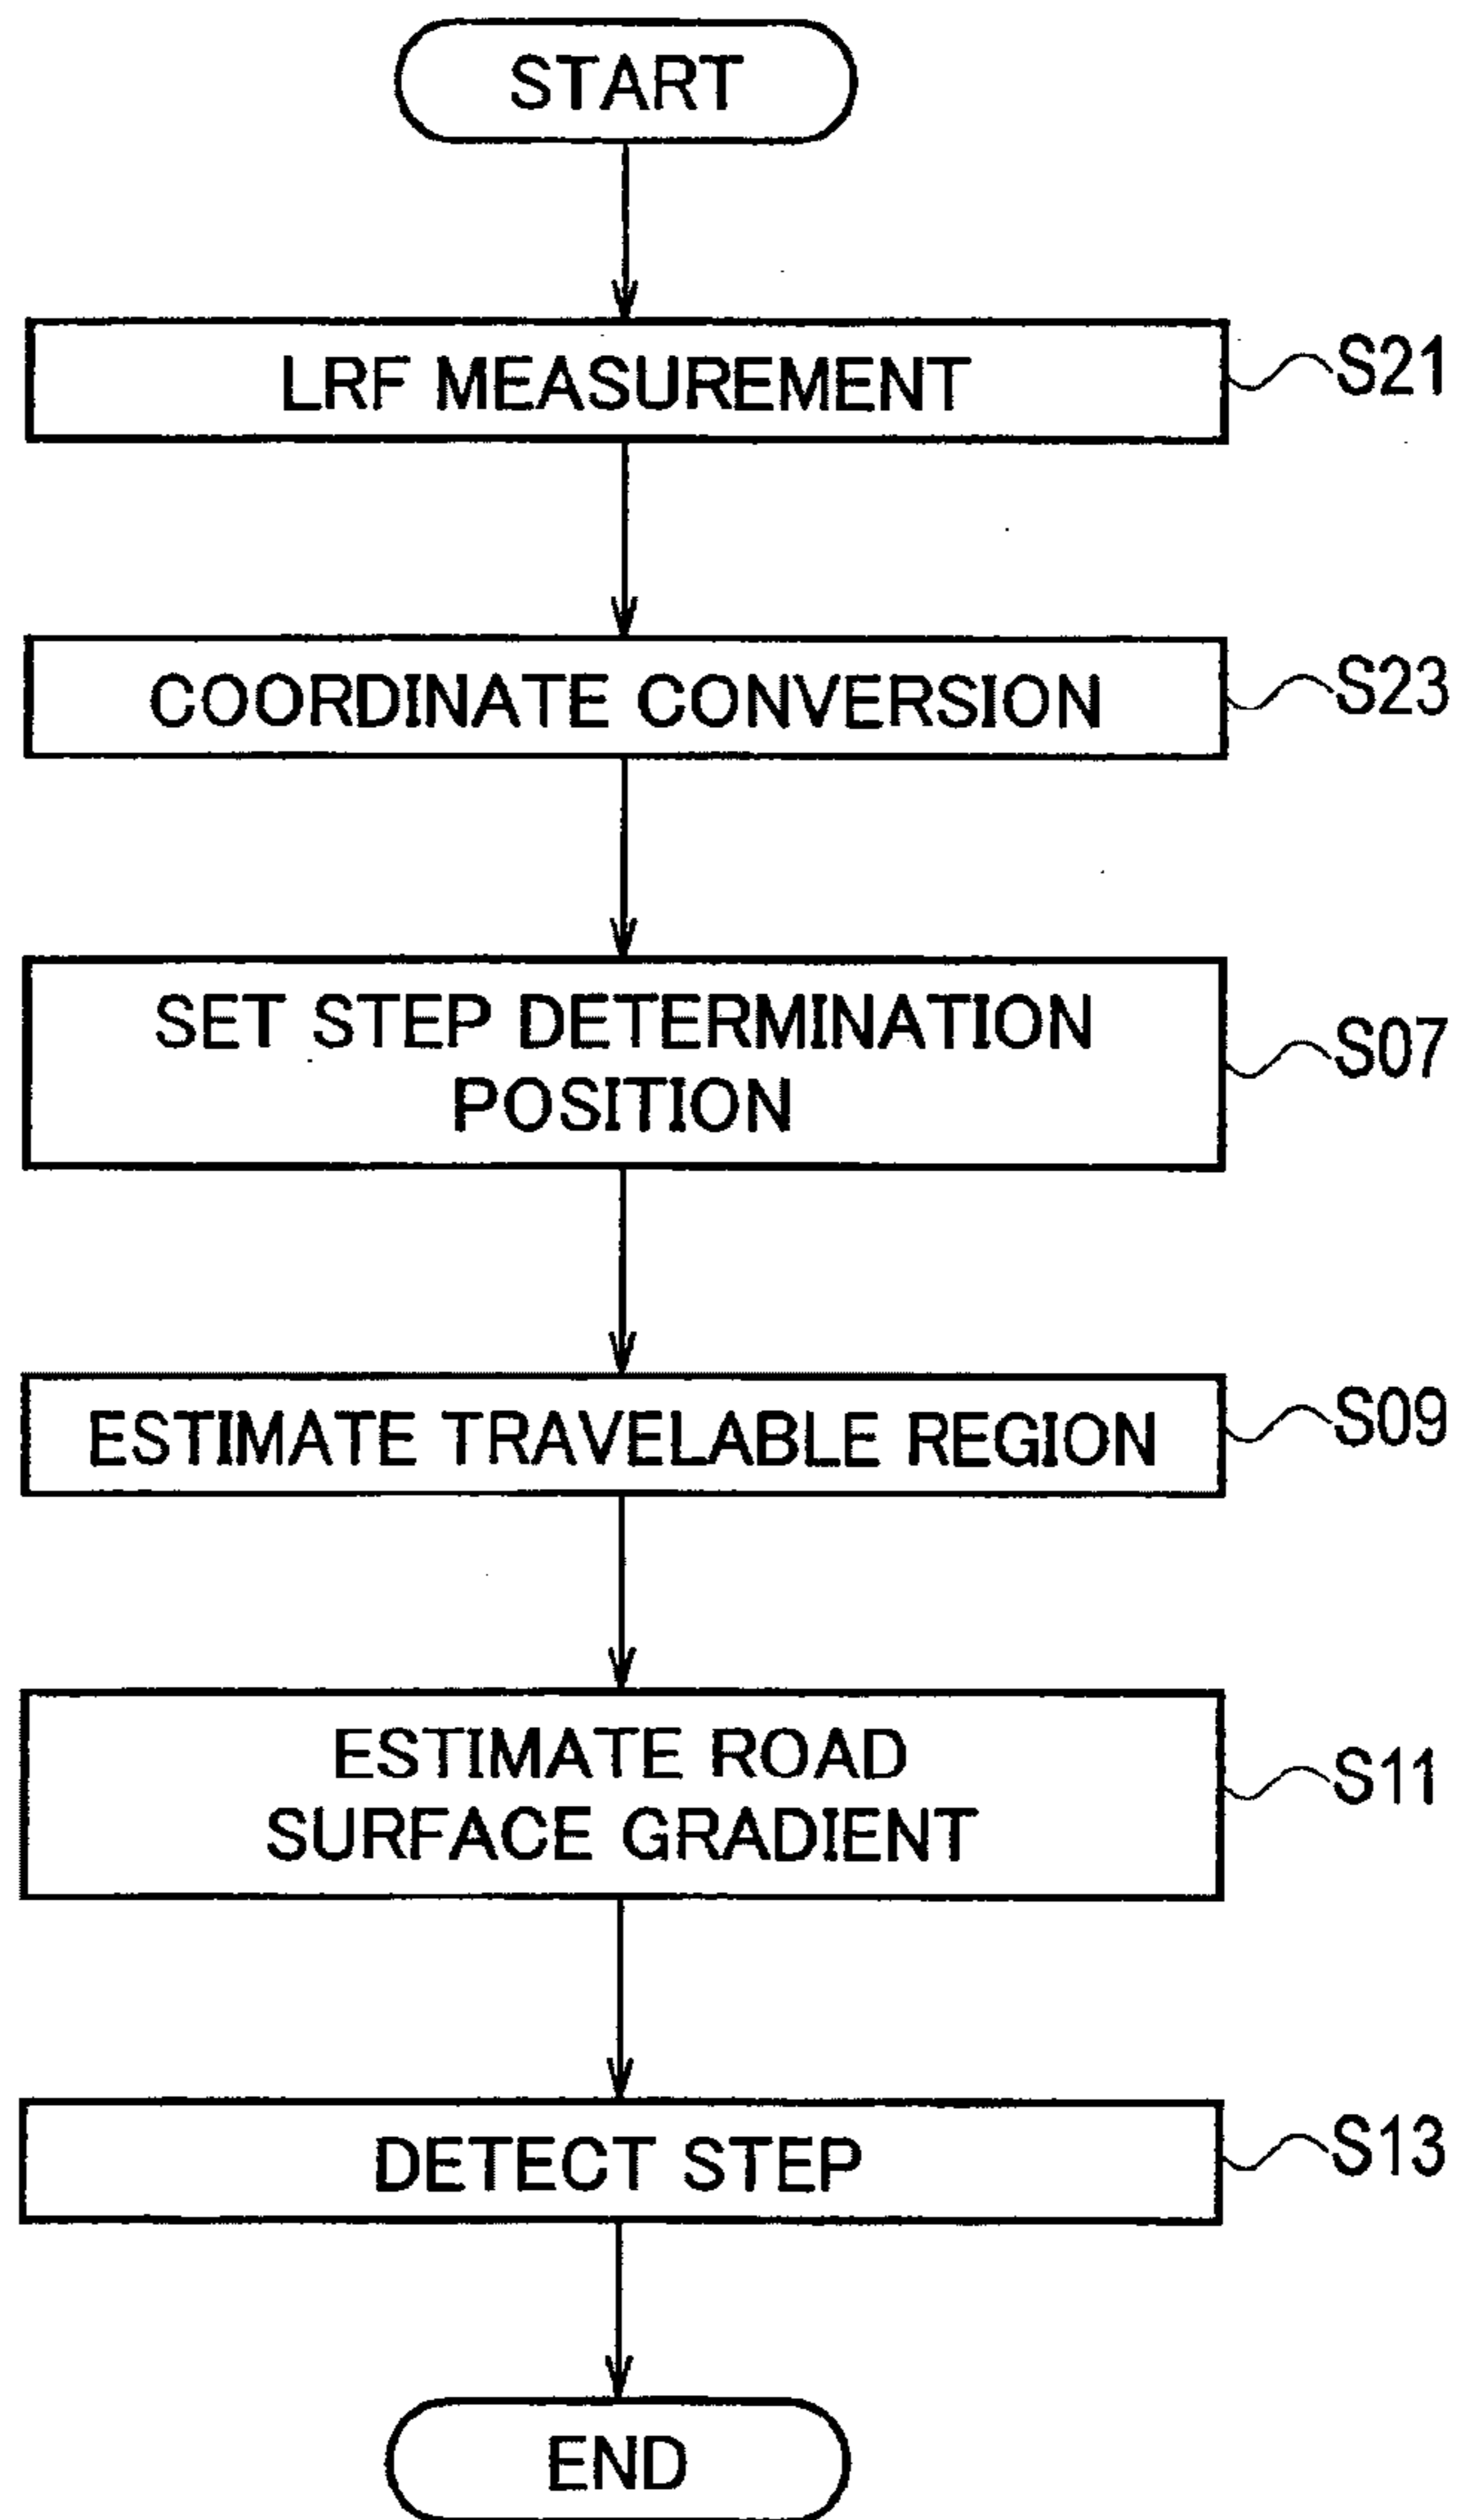 START
LRF MEASUREMENT
S21
COORDINATE CONVERSION
S23
SET STEP DETERMINATION
POSITION
S07
ESTIMATE TRAVELABLE REGION
S09
ESTIMATE ROAD
SURFACE GRADIENT
S11
DETECT STEP
S13
END